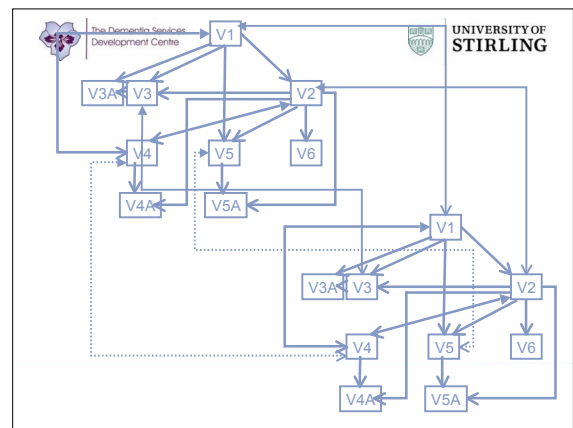 The Dementia Services
Development Centre
UNIVERSITY OF
STIRLING
V1
V3A
V3
V2
V4
V5
V6
V4A
V5A
V1
V3A
V3
V2
V4
V5
V6
V4A
V5A